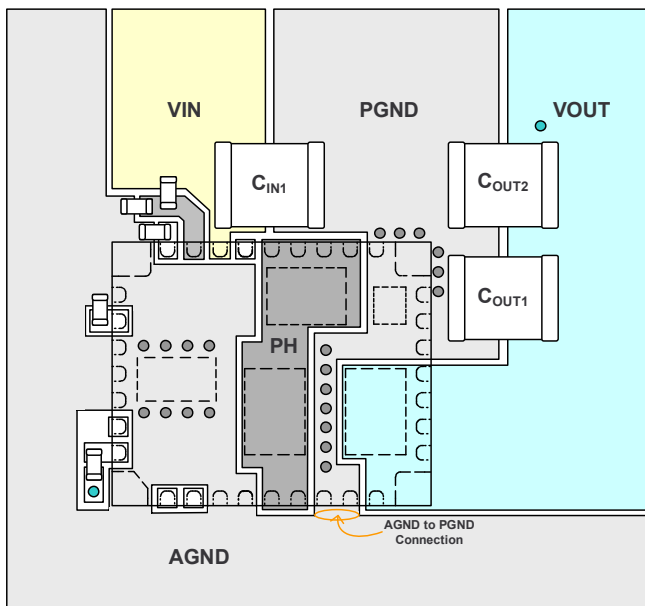 VIN
PGND
VOUT
CIN1
COUT2
COUT1
PH
AGND to PGND
Connection
AGND